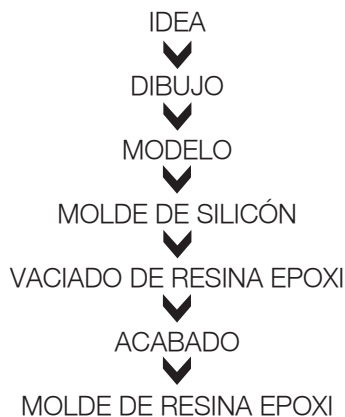 IDEA
DIBUJO
MODELO
MOLDE DE SILICÓN
VACIADO DE RESINA EPOXI
ACABADO
MOLDE DE RESINA EPOXI